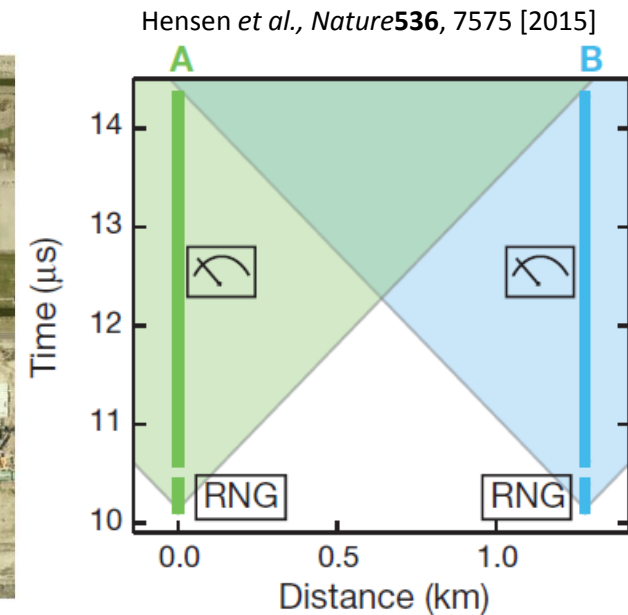 Hensen et al., Nature536, 7575 [2015]
A B
14
13
12
11
10
Time (μs)
RNG RNG
0.0 0.5 1.0
Distance (km)